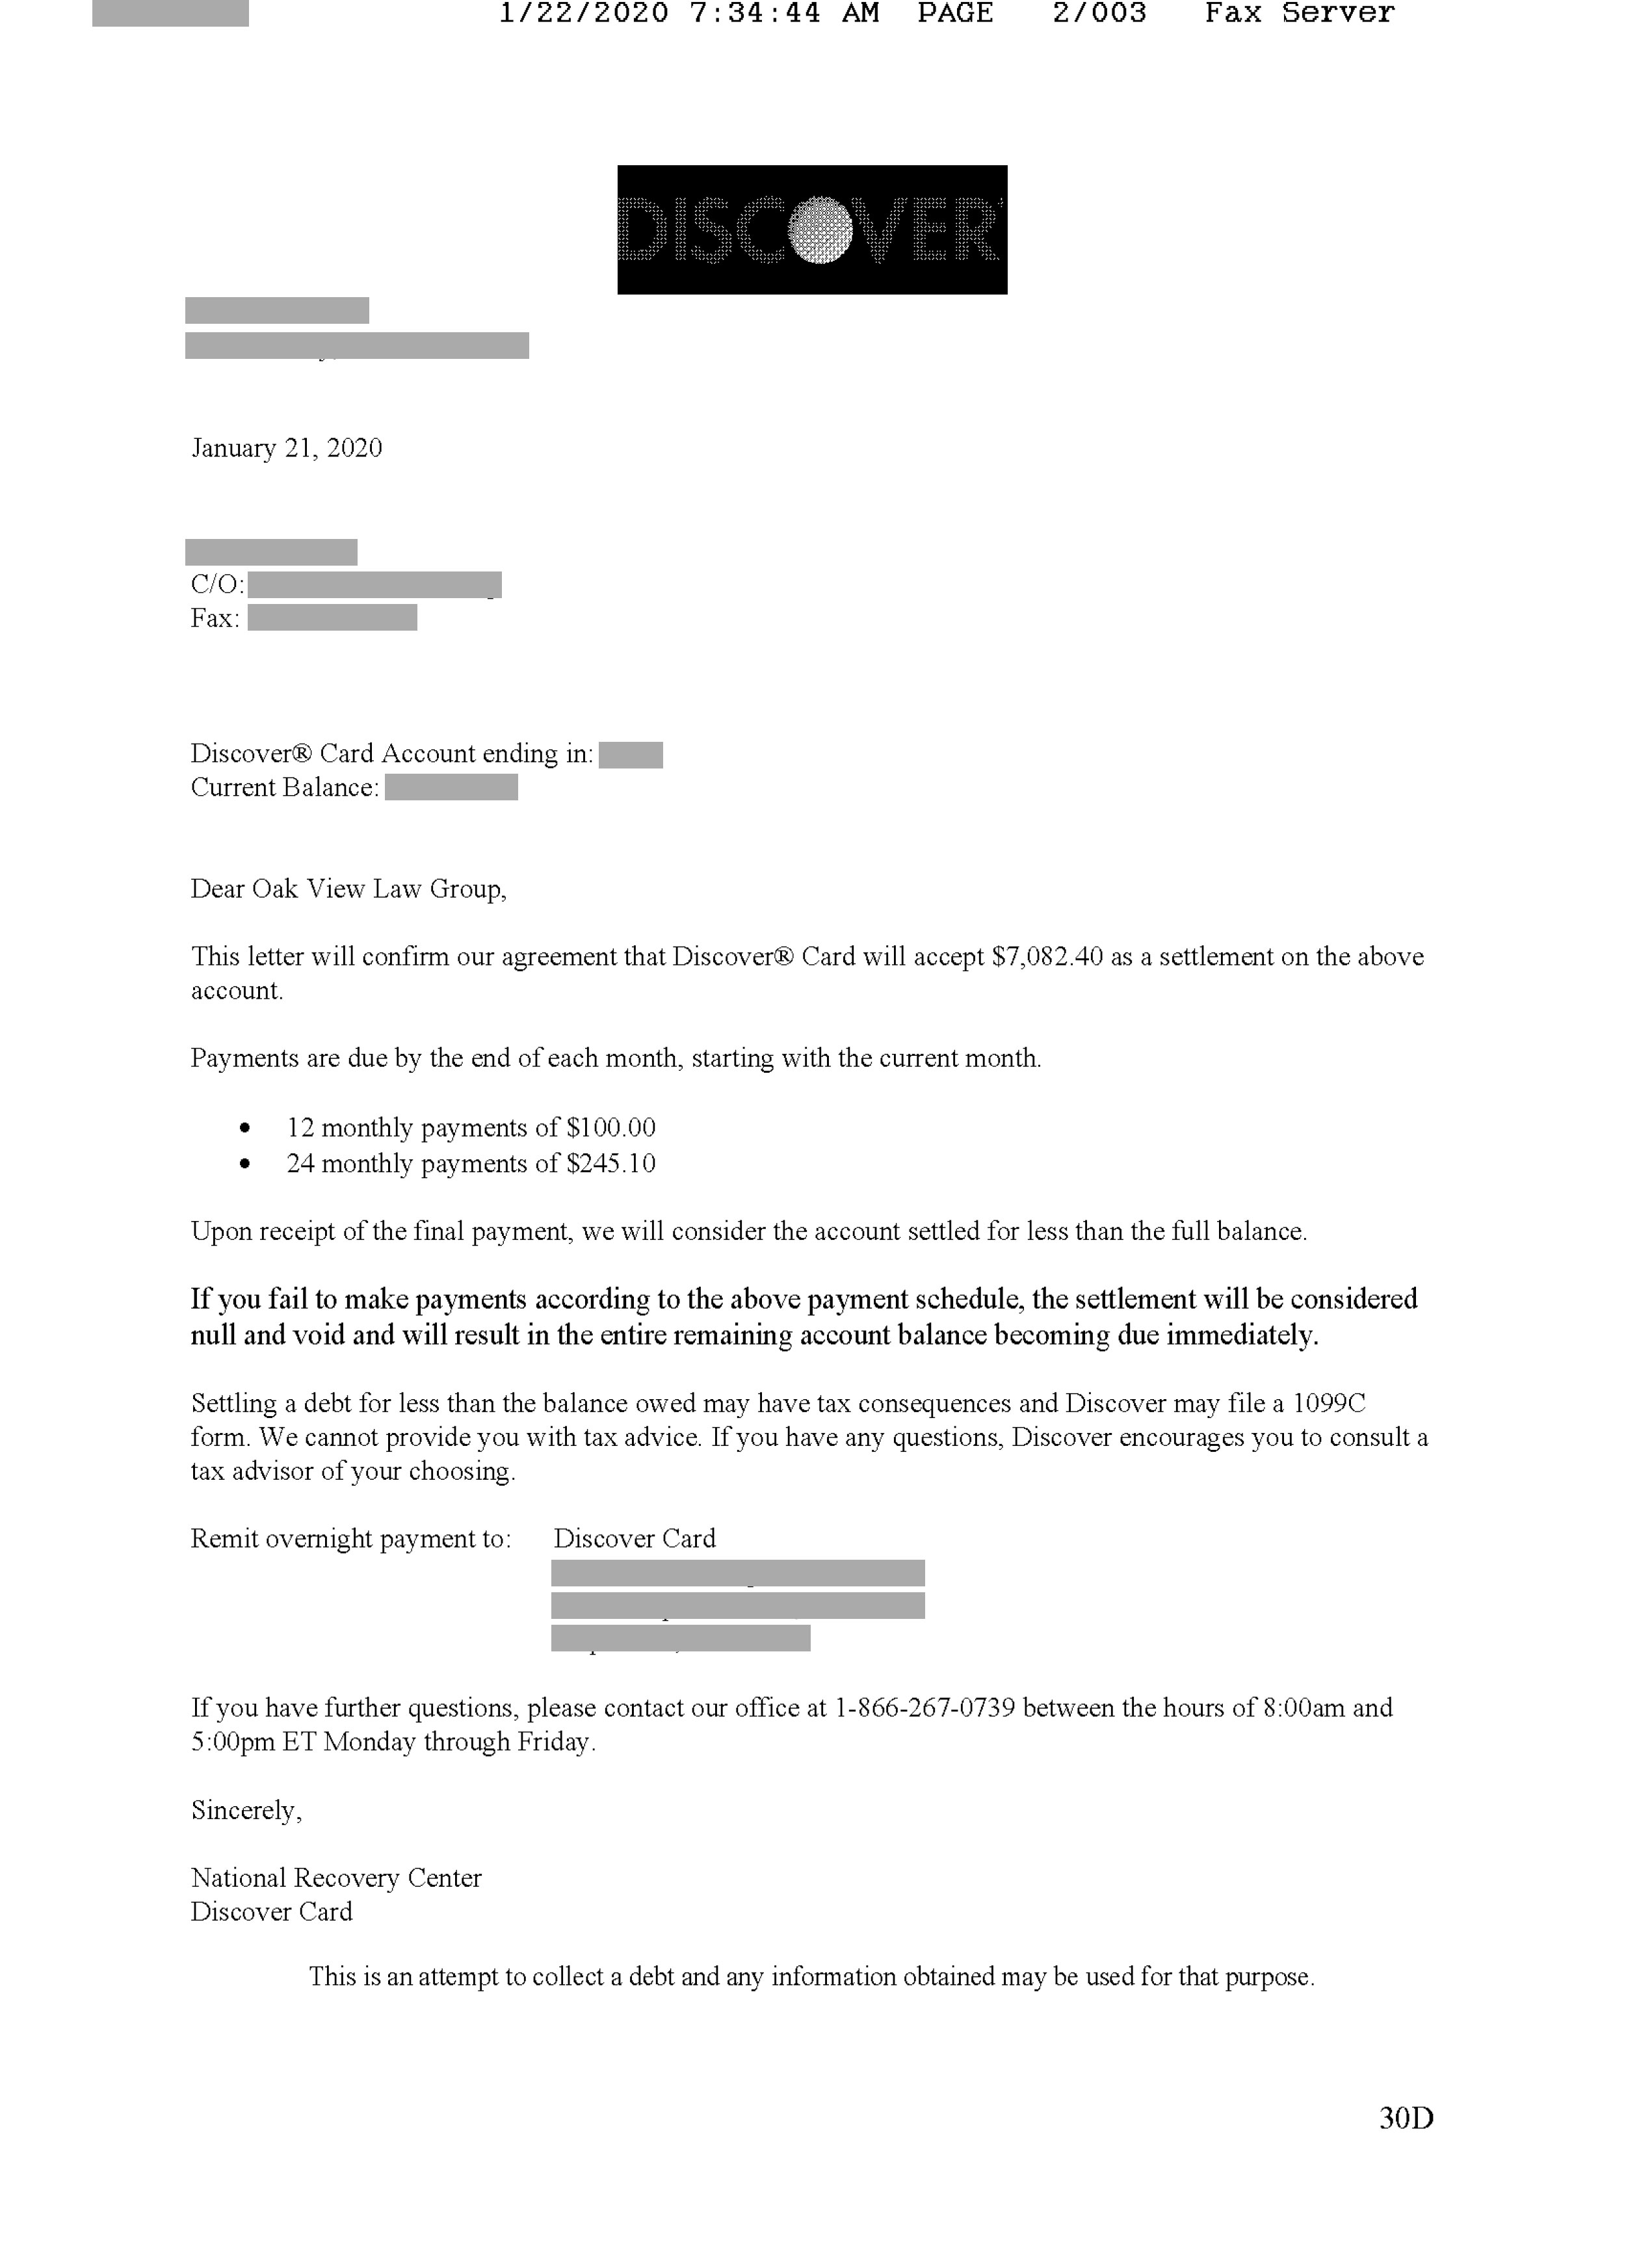 1/22/2020 7:34:44 AM PAGE 2/003 Fax Server
DISCOVER
January 21, 2020
C/O:
Fax:
Discover® Card Account ending in:
Current Balance:
Dear Oak View Law Group,
This letter will confirm our agreement that Discover® Card will accept $7,082.40 as a settlement on the above
account.
Payments are due by the end of each month, starting with the current month.
• 12 monthly payments of $100.00
• 24 monthly payments of $245.10
Upon receipt of the final payment, we will consider the account settled for less than the full balance.
If you fail to make payments according to the above payment schedule, the settlement will be considered
null and void and will result in the entire remaining account balance becoming due immediately.
Settling a debt for less than the balance owed may have tax consequences and Discover may file a 1099C
form. We cannot provide you with tax advice. If you have any questions, Discover encourages you to consult a
tax advisor of your choosing.
Remit overnight payment to: Discover Card
If you have further questions, please contact our office at 1-866-267-0739 between the hours of 8:00am and
5:00pm ET Monday through Friday.
Sincerely,
National Recovery Center
Discover Card
This is an attempt to collect a debt and any information obtained may be used for that purpose.
30D